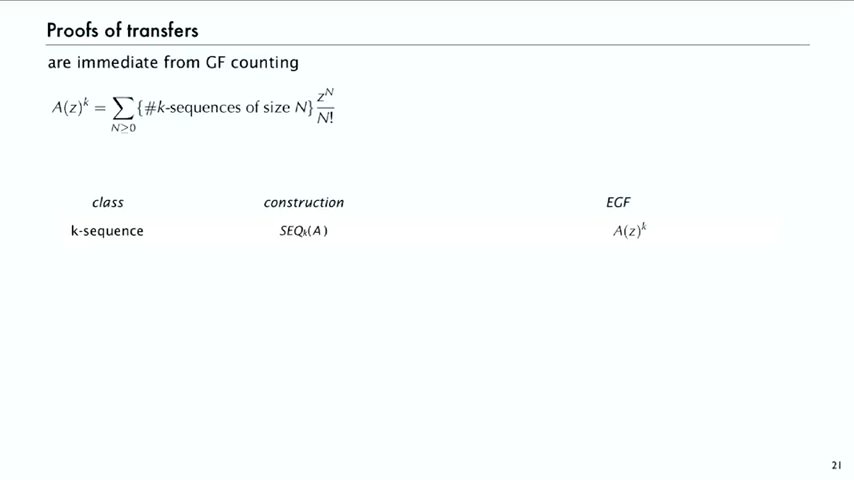 Proofs of transfers
are immediate from GF counting
A(z)^k = ∑_{N≥0} {#k-sequences of size N} z^N/N!
class construction EGF
k-sequence SEQ_k(A) A(z)^k
21